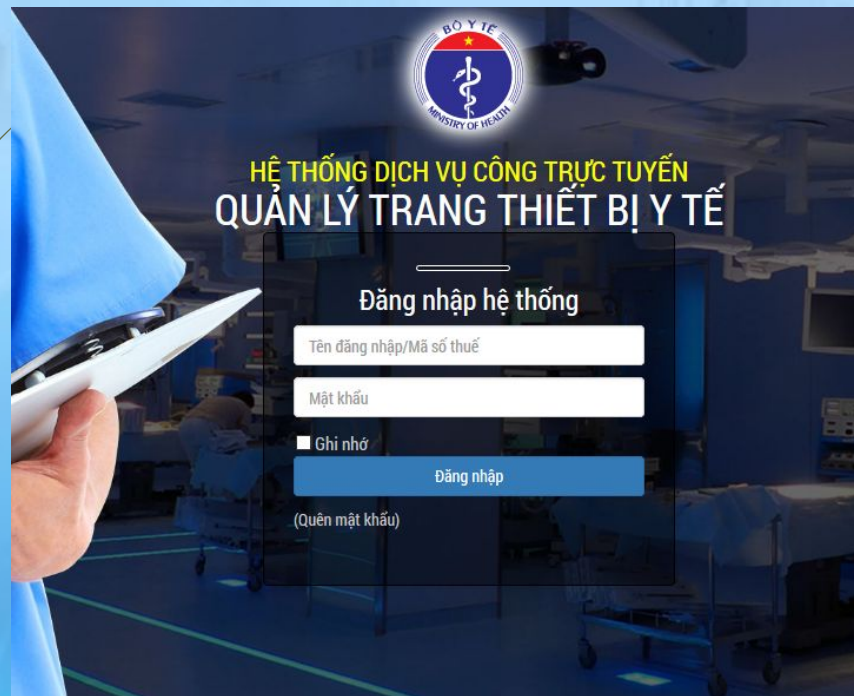 BỘ Y TẾ
MINISTRY OF HEALTH
HỆ THỐNG DỊCH VỤ CÔNG TRỰC TUYẾN
QUẢN LÝ TRANG THIẾT BỊ Y TẾ
Đăng nhập hệ thống
Tên đăng nhập/Mã số thuế
Mật khẩu
Ghi nhớ
Đăng nhập
(Quên mật khẩu)